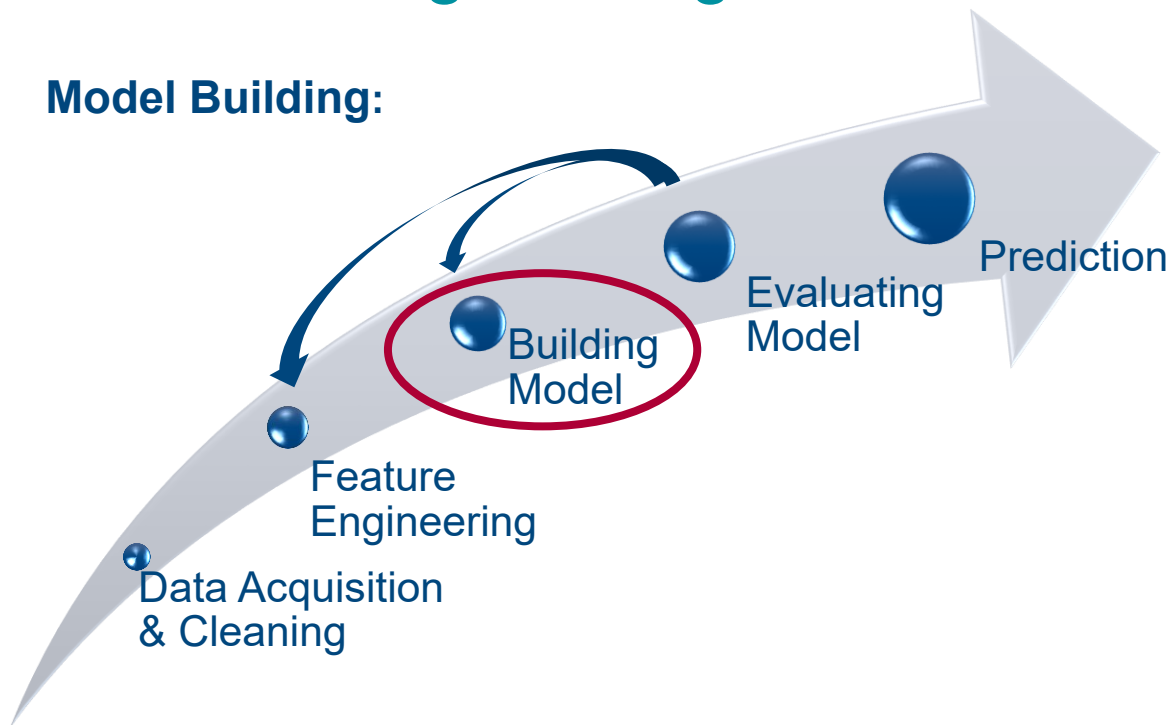 Model Building:
Prediction
Evaluating
Model
Building
Model
Feature
Engineering
Data Acquisition
& Cleaning